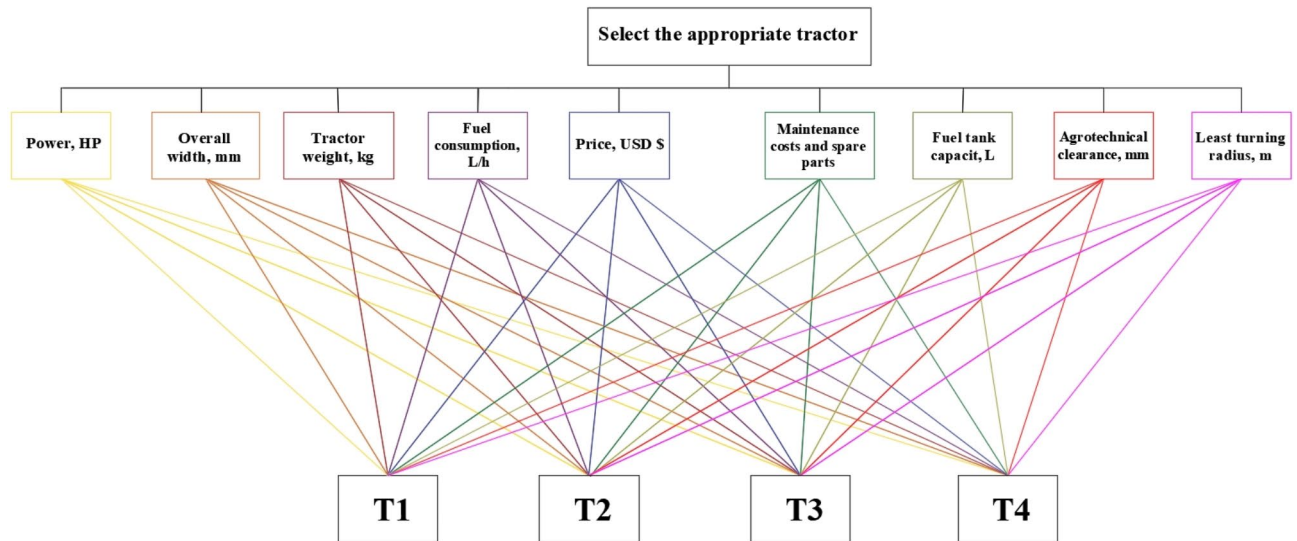 Select the appropriate tractor
Power, HP
Overall
width, mm
Tractor
weight, kg
Fuel
consumption,
L/h
Price, USD $
Maintenance
costs and spare
parts
Fuel tank
capacit, L
Agrotechnical
clearance, mm
Least turning
radius, m
T1
T2
T3
T4